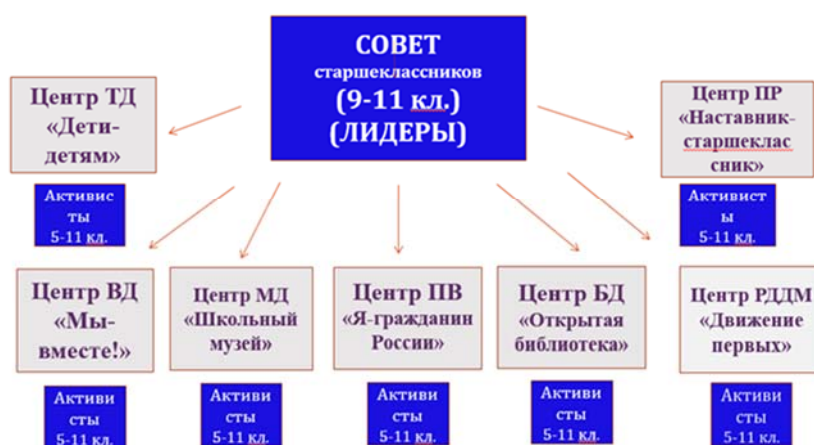 СОВЕТ
старшеклассников
(9-11 кл.)
(ЛИДЕРЫ)
Центр ТД
«Дети-
детям»
Активис
ты
5-11 кл.
Центр ПР
«Наставник-
старшеклас
сник»
Активист
ы
5-11 кл.
Центр ВД
«Мы-
вместе!»
Активи
сты
5-11 кл.
Центр МД
«Школьный
музей»
Активи
сты
5-11 кл.
Центр ПВ
«Я-гражданин
России»
Активи
сты
5-11 кл.
Центр БД
«Открытая
библиотека»
Активи
сты
5-11 кл.
Центр РДДМ
«Движение
первых»
Активи
сты
5-11 кл.